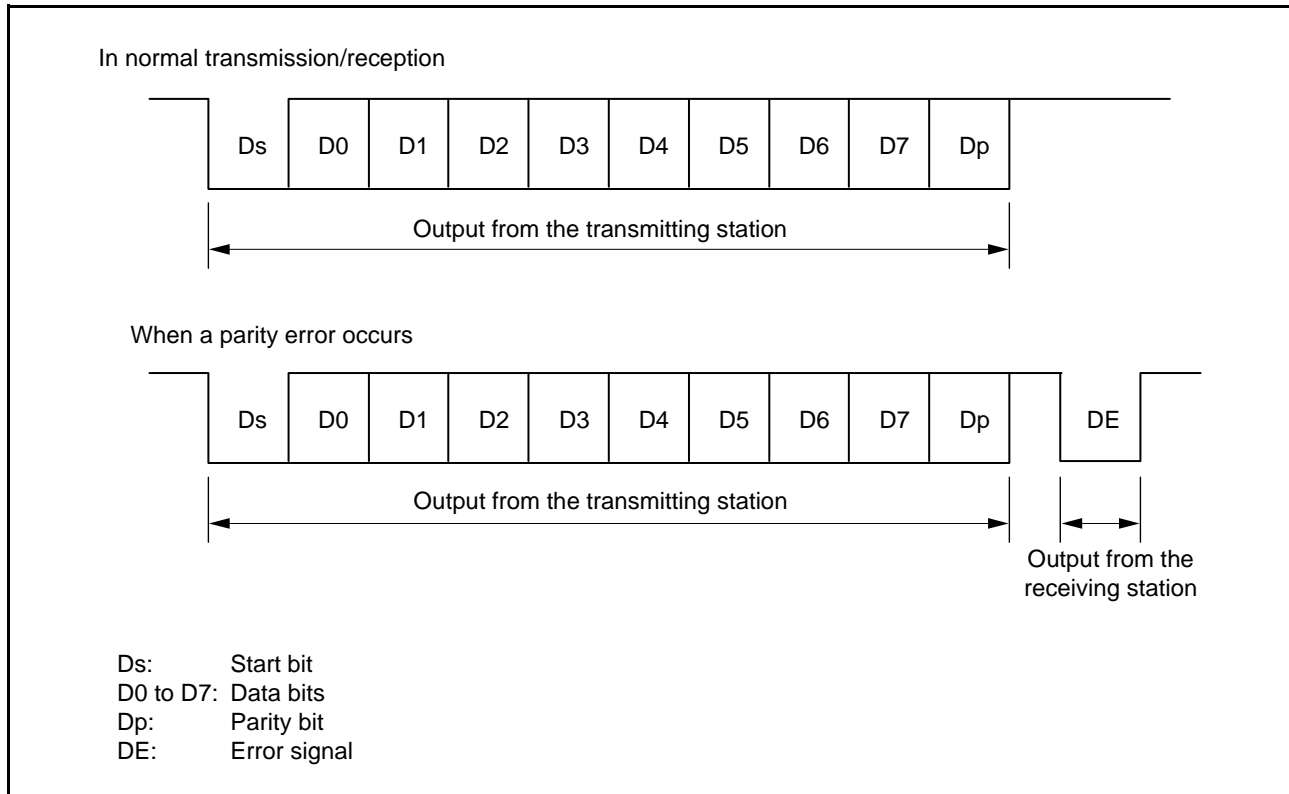 In normal transmission/reception
Ds D0 D1 D2 D3 D4 D5 D6 D7 Dp
Output from the transmitting station
When a parity error occurs
Ds D0 D1 D2 D3 D4 D5 D6 D7 Dp DE
Output from the transmitting station
Output from the
receiving station
Ds: Start bit
D0 to D7: Data bits
Dp: Parity bit
DE: Error signal